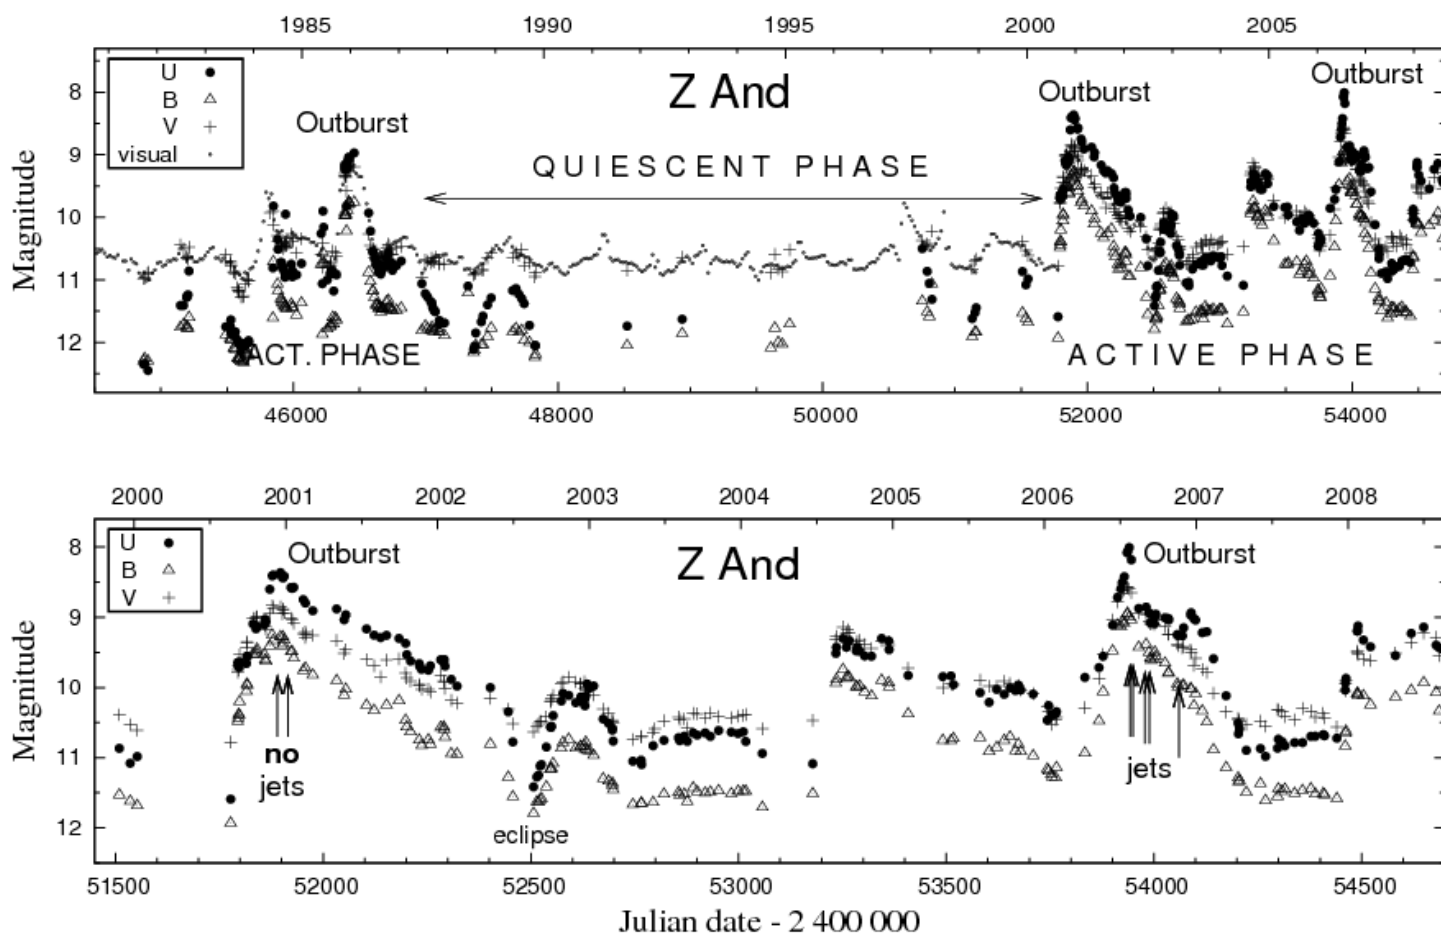 1985 1990 1995 2000 2005
U
B
V
visual
Z And
Outburst
Outburst
Outburst
QUIESCENT PHASE
ACT. PHASE
ACTIVE PHASE
Magnitude
8
9
10
11
12
46000 48000 50000 52000 54000
2000 2001 2002 2003 2004 2005 2006 2007 2008
U
B
V
Outburst
Z And
Outburst
no
jets
jets
eclipse
Magnitude
8
9
10
11
12
51500 52000 52500 53000 53500 54000 54500
Julian date - 2 400 000